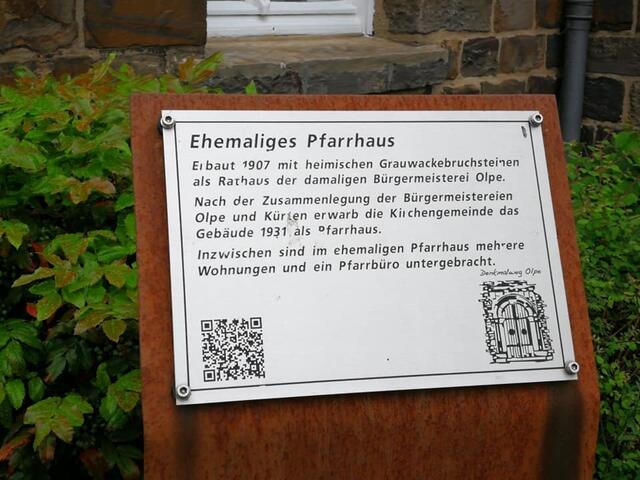 Ehemaliges Pfarrhaus
Erbaut 1907 mit heimischen Grauwackebruchsteinen
als Rathaus der damaligen Bürgermeisterei Olpe.
Nach der Zusammenlegung der Bürgermeistereien
Olpe und Kürten erwarb die Kirchengemeinde das
Gebäude 1931 als Pfarrhaus.
Inzwischen sind im ehemaligen Pfarrhaus mehrere
Wohnungen und ein Pfarrbüro untergebracht.
Denkmalweg Olpe